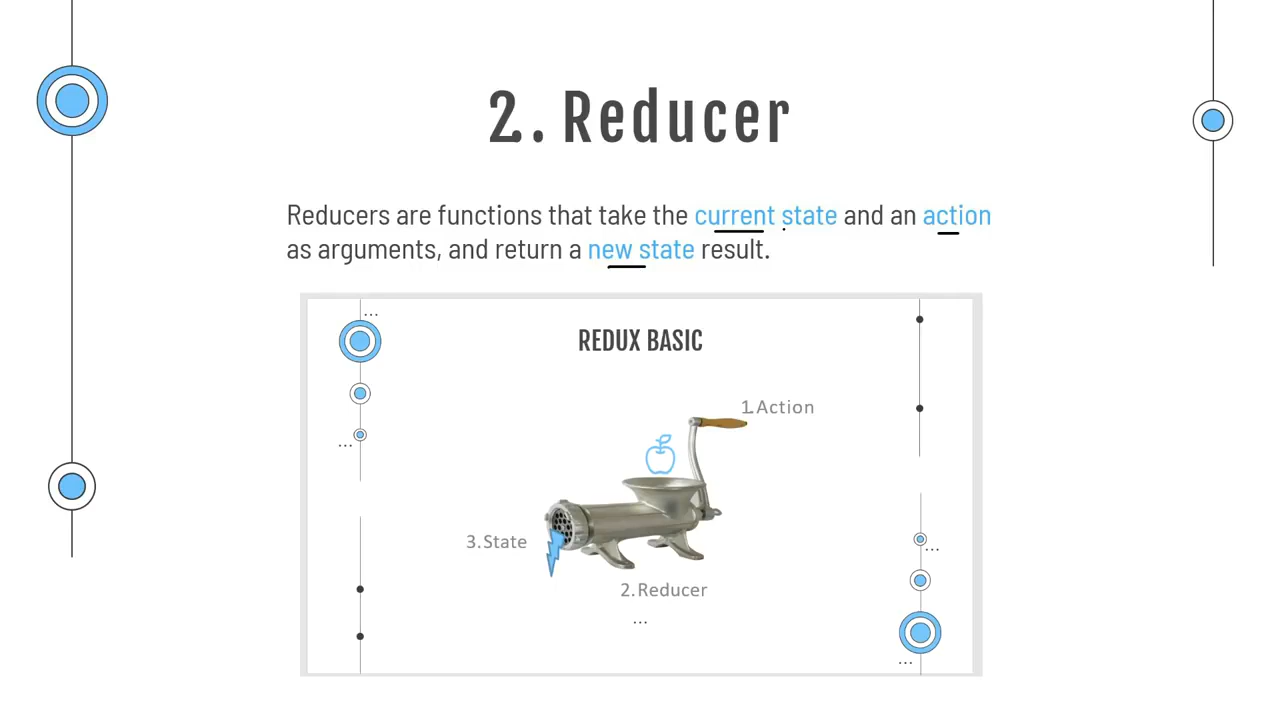 2. Reducer
Reducers are functions that take the current state and an action
as arguments, and return a new state result.
...
REDUX BASIC
1.Action
...
3.State
...
2.Reducer
...
...